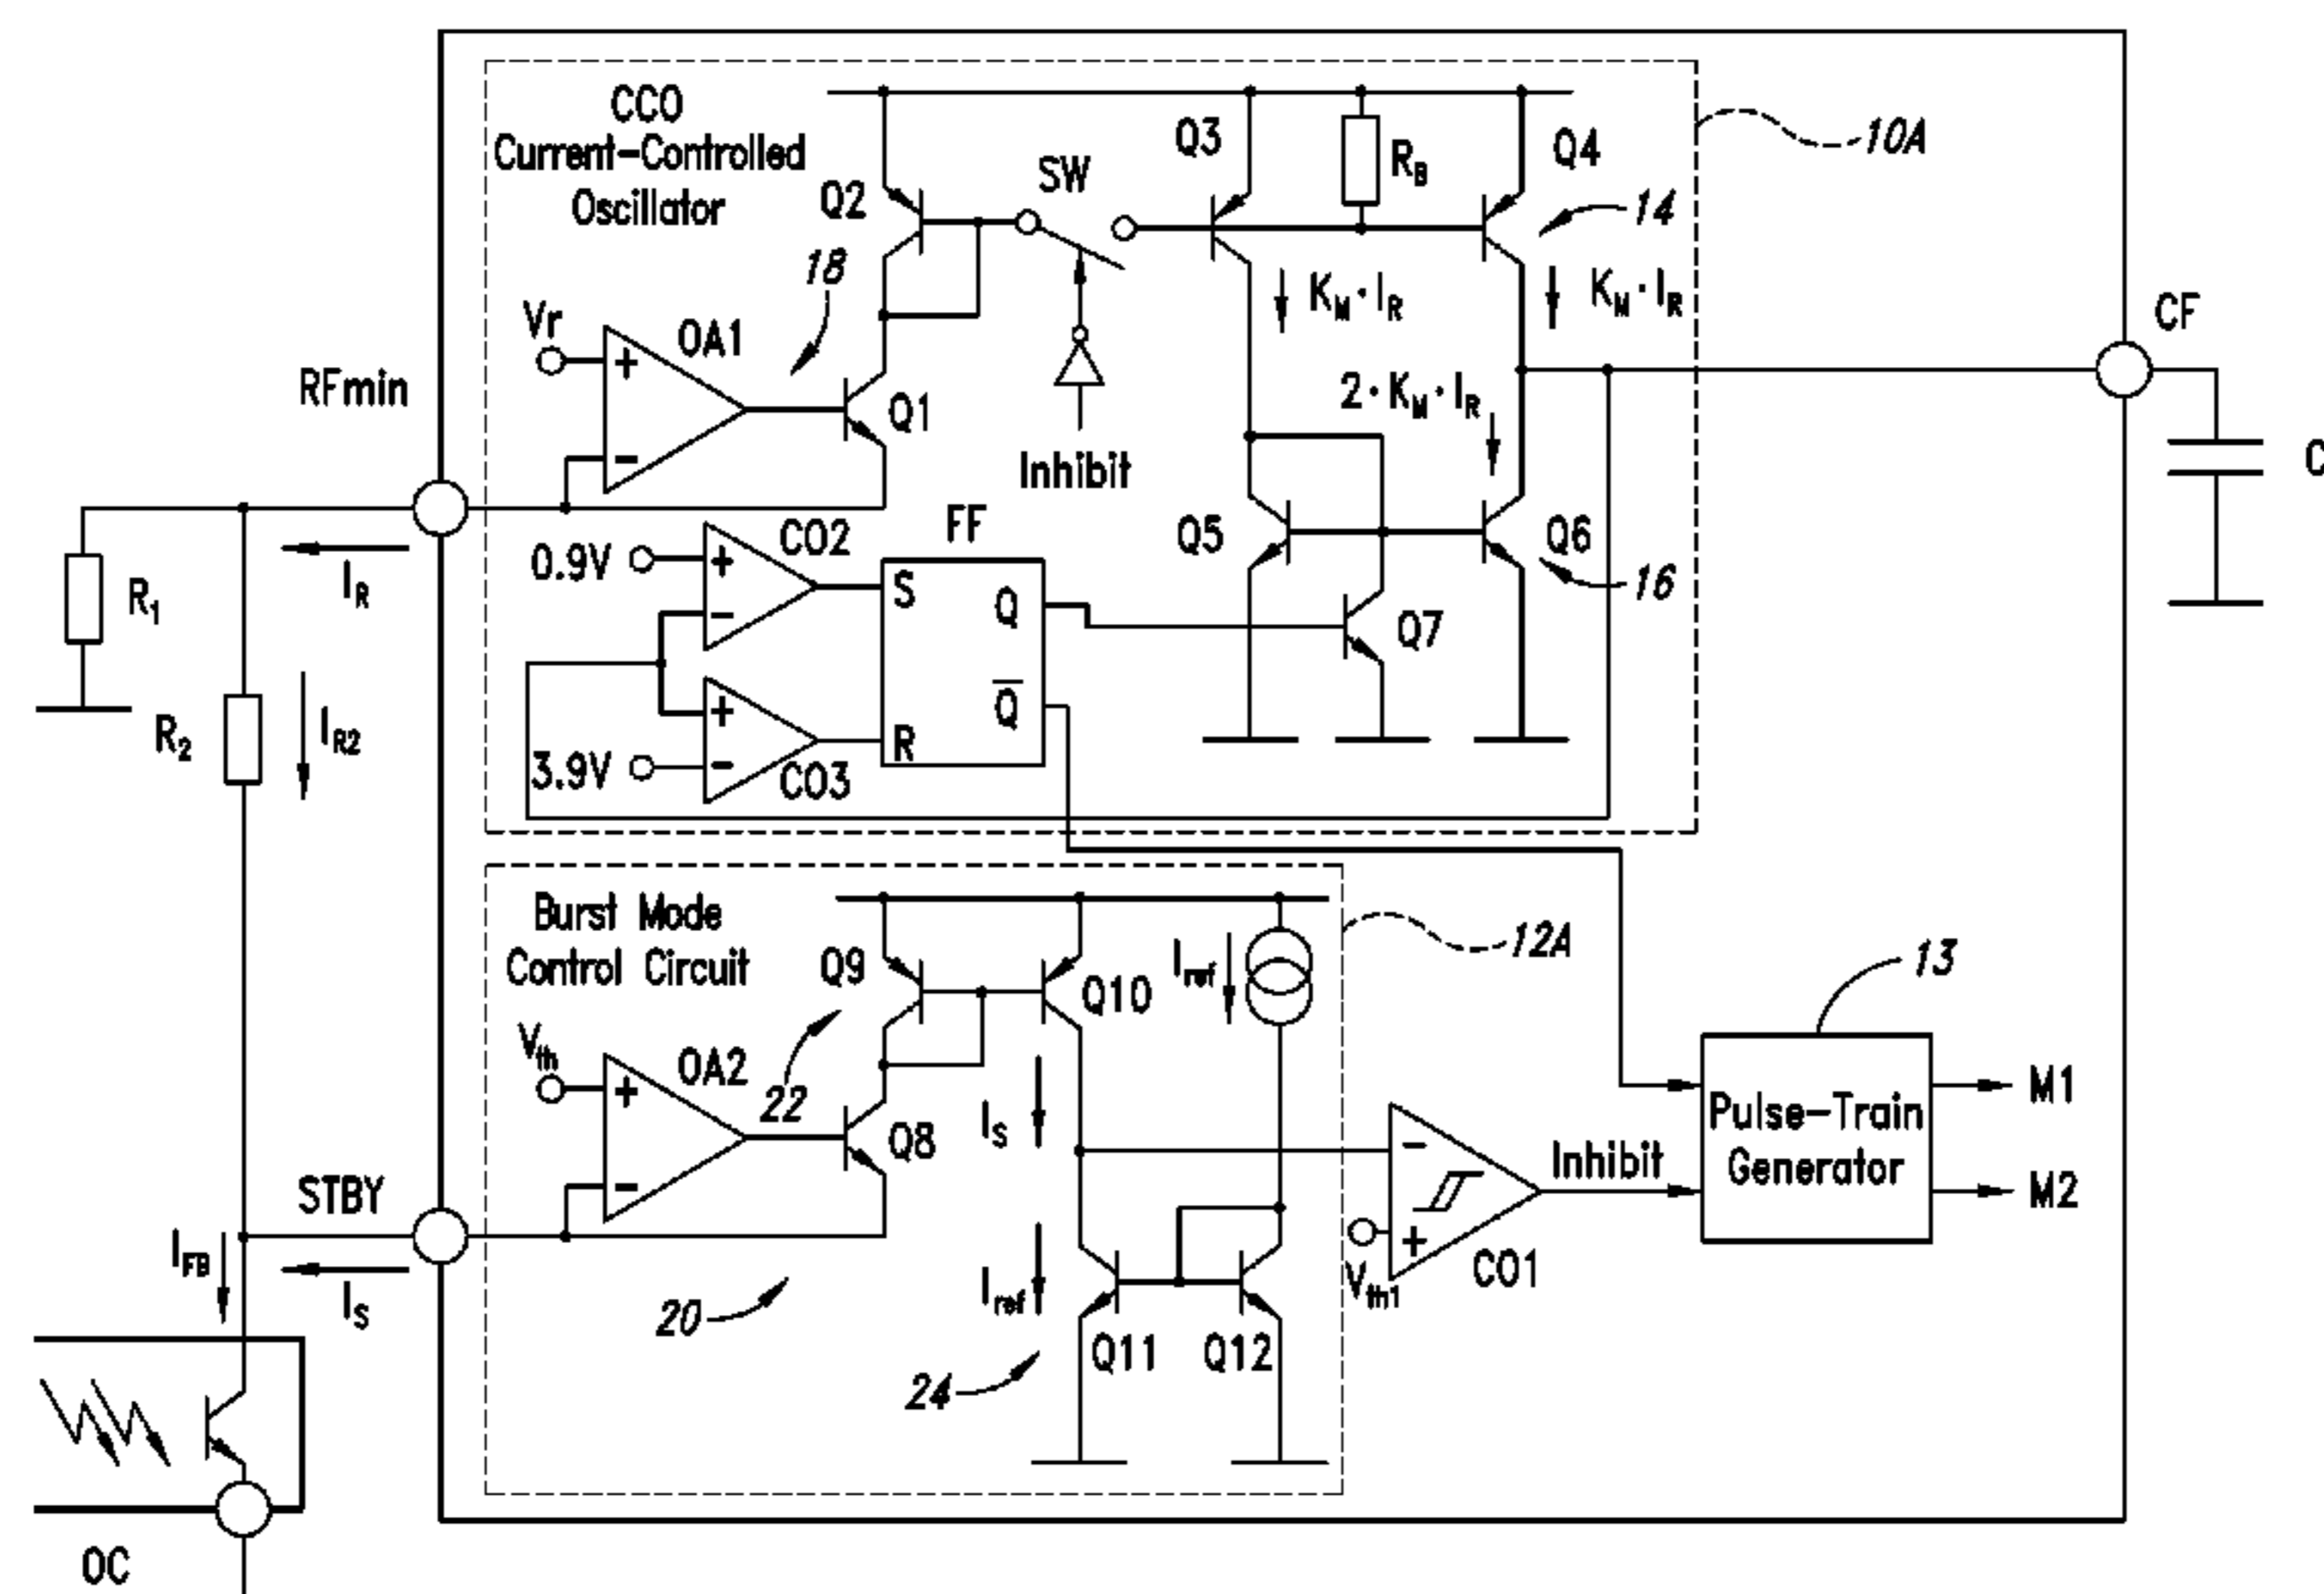 CCO
Current-Controlled
Oscillator
Q2
SW
Q3
R_B
Q4
10A
14
18
Vr
+
OA1
-
Q1
Inhibit
K_M · I_R
K_M · I_R
2 · K_M · I_R
CF
C
RFmin
I_R
R_1
R_2
I_R2
0.9V
+
CO2
-
3.9V
+
CO3
-
FF
S
Q
Q̅
R
Q5
Q6
16
Q7
Burst Mode
Control Circuit
Q9
Q10
I_ref
12A
V_th
+
OA2
-
22
Q8
I_S
13
Pulse-Train
Generator
M1
M2
Inhibit
-
+
CO1
V_th1
STBY
I_FB
I_S
20
I_ref
24
Q11
Q12
OC